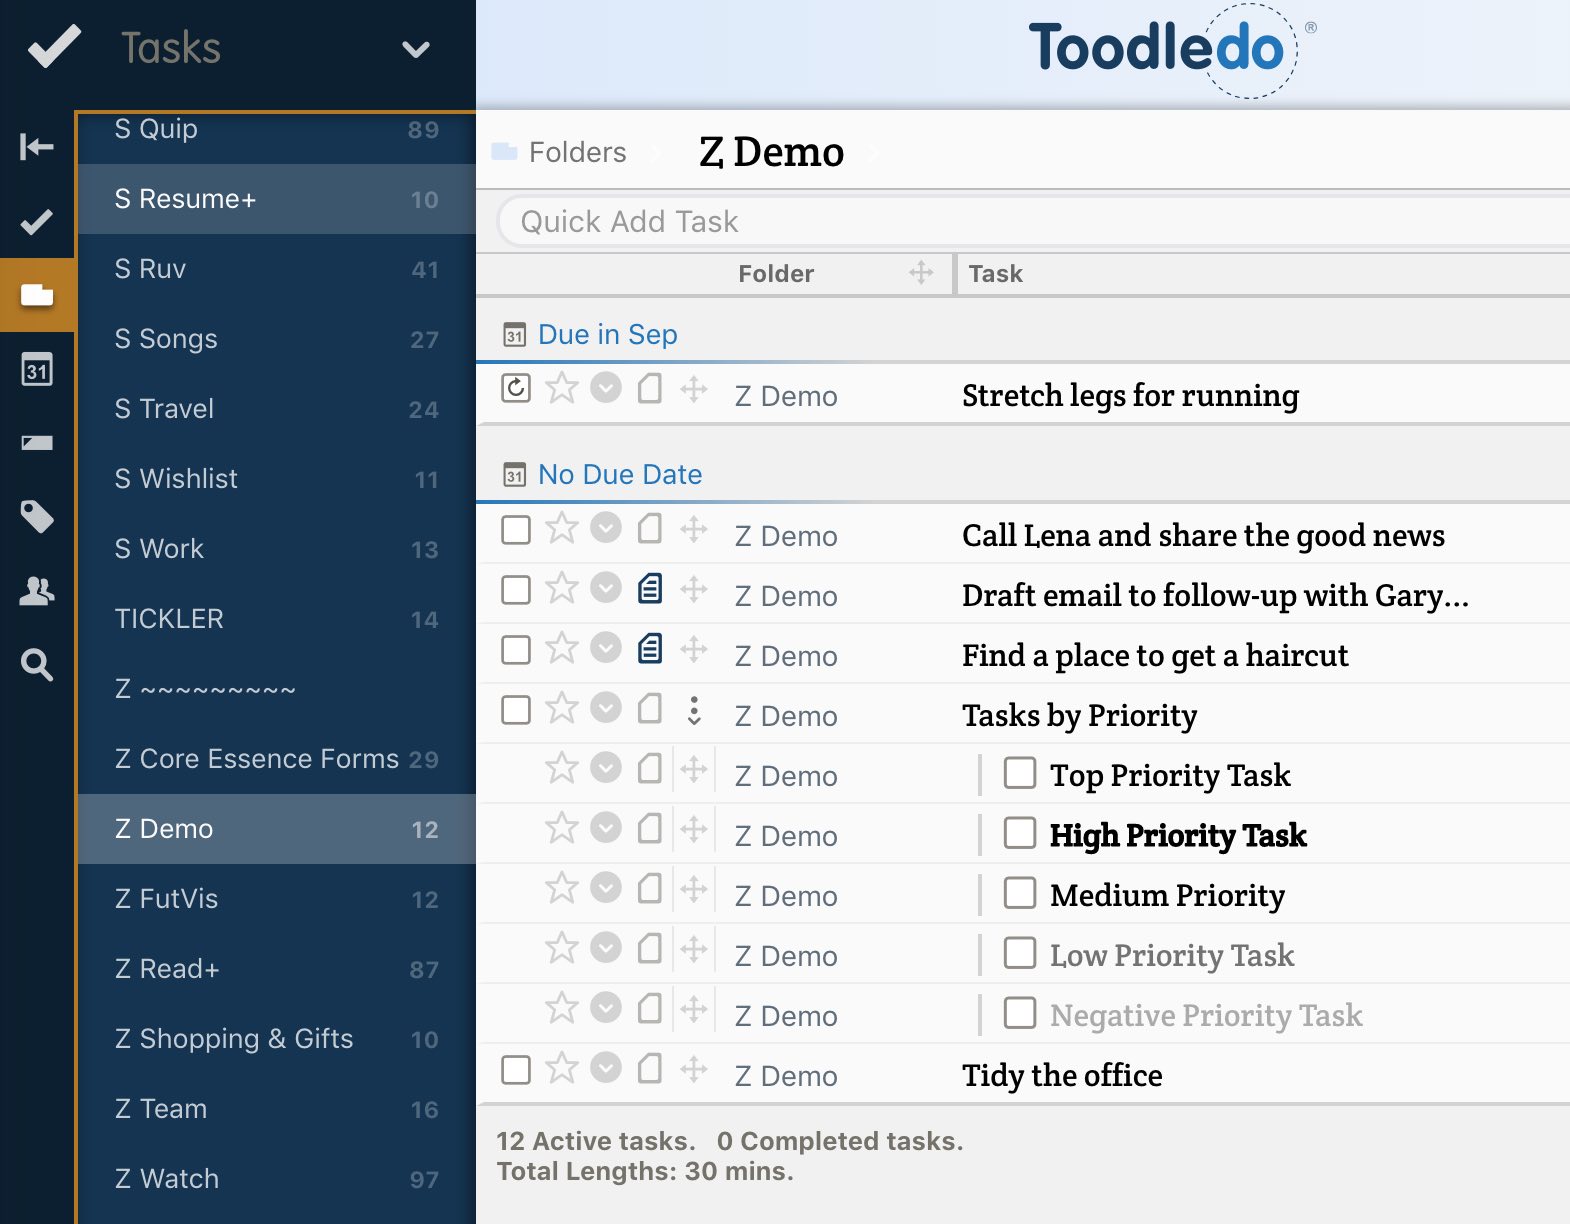 Tasks
S Quip 89
S Resume+ 10
S Ruv 41
S Songs 27
S Travel 24
S Wishlist 11
S Work 13
TICKLER 14
Z ~~~~~~~~~
Z Core Essence Forms 29
Z Demo 12
Z FutVis 12
Z Read+ 87
Z Shopping & Gifts 10
Z Team 16
Z Watch 97
31
Toodledo ®
Folders Z Demo
Quick Add Task
Folder Task
31 Due in Sep
Z Demo Stretch legs for running
31 No Due Date
Z Demo Call Lena and share the good news
Z Demo Draft email to follow-up with Gary...
Z Demo Find a place to get a haircut
Z Demo Tasks by Priority
Z Demo Top Priority Task
Z Demo High Priority Task
Z Demo Medium Priority
Z Demo Low Priority Task
Z Demo Negative Priority Task
Z Demo Tidy the office
12 Active tasks. 0 Completed tasks.
Total Lengths: 30 mins.